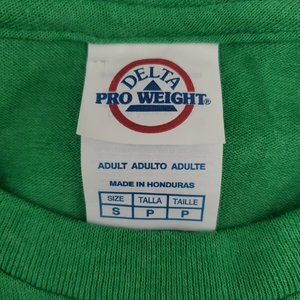 DELTA
PRO WEIGHT®
ADULT ADULTO ADULTE
MADE IN HONDURAS
SIZE TALLA TAILLE
S P P